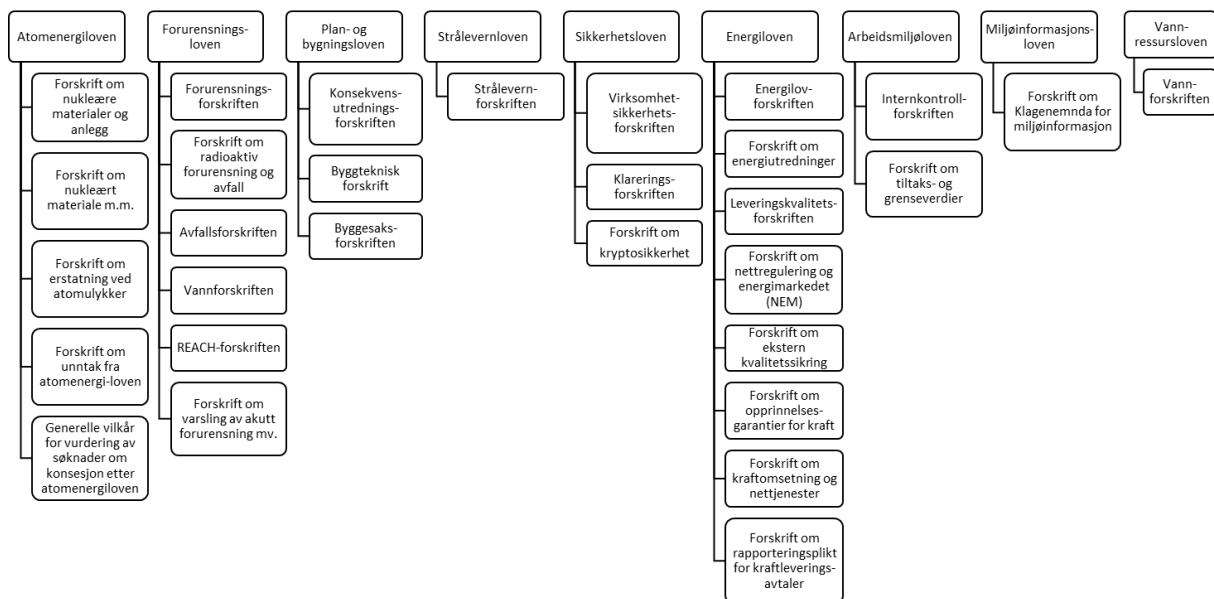 Atomenergiloven
Forskrift om
nukleære
materialer og
anlegg
Forskrift om
nukleært
materiale m.m.
Forskrift om
erstatning ved
atomulykker
Forskrift om
unntak fra
atomenergi-loven
Generelle vilkår
for vurdering av
søknader om
konsesjon etter
atomenergiloven
Forurensnings-
loven
Forurensnings-
forskriften
Forskrift om
radioaktiv
forurensning og
avfall
Avfallsforskriften
Vannforskriften
REACH-forskriften
Forskrift om
varsling av akutt
forurensning mv.
Plan- og
bygningsloven
Konsekvens-
utrednings-
forskriften
Byggteknisk
forskrift
Byggesaks-
forskriften
Strålevernloven
Strålevern-
forskriften
Sikkerhetsloven
Virksomhet-
sikkerhets-
forskriften
Klarerings-
forskriften
Forskrift om
kryptosikkerhet
Energiloven
Energilov-
forskriften
Forskrift om
energiutredninger
Leveringskvalitets-
forskriften
Forskrift om
nettregulering og
energimarkedet
(NEM)
Forskrift om
ekstern
kvalitetssikring
Forskrift om
opprinnelses-
garantier for kraft
Forskrift om
kraftomsetning og
nettjenester
Forskrift om
rapporteringsplikt
for kraftleverings-
avtaler
Arbeidsmiljøloven
Internkontroll-
forskriften
Forskrift om
tiltaks- og
grenseverdier
Miljøinformasjons-
loven
Forskrift om
Klagenemnda for
miljøinformasjon
Vann-
ressursloven
Vann-
forskriften